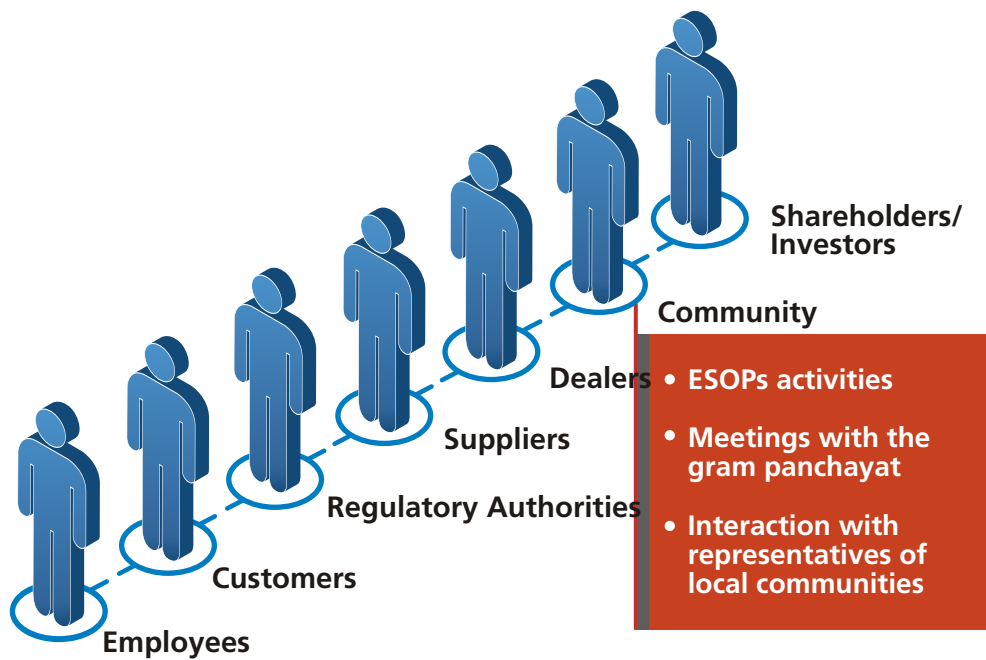 Shareholders/
Investors
Community
Dealers
• ESOPs activities
• Meetings with the
gram panchayat
• Interaction with
representatives of
local communities
Suppliers
Regulatory Authorities
Customers
Employees